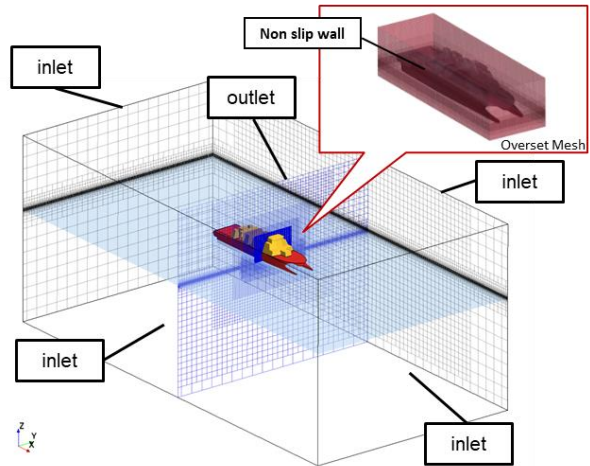 Non slip wall
inlet
outlet
Overset Mesh
inlet
inlet
inlet
Z
Y
X